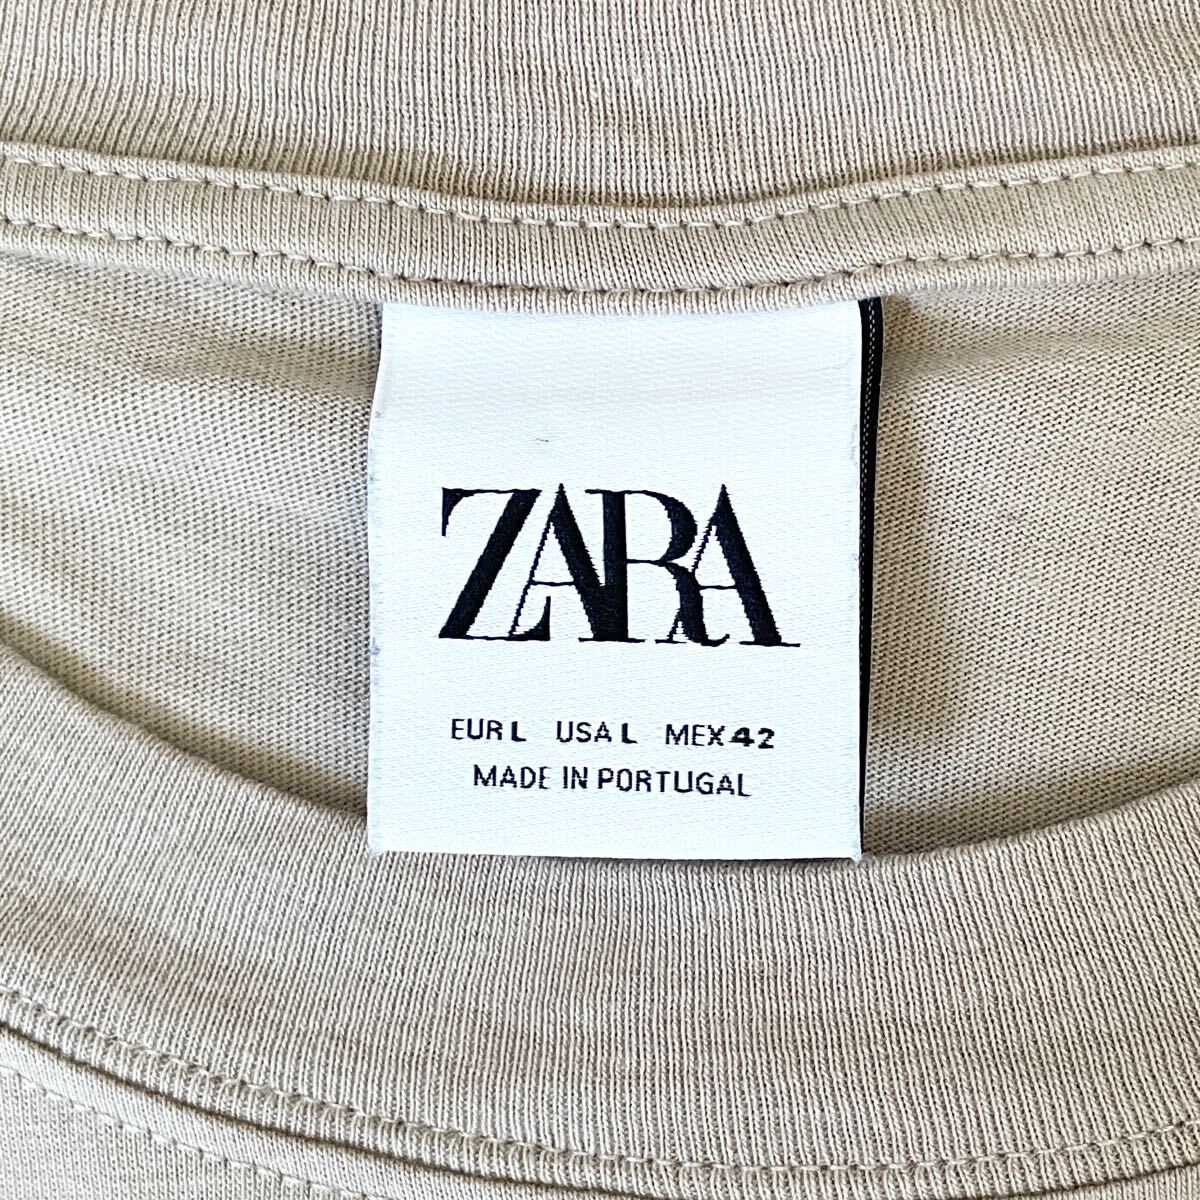 ZARA
EUR L USA L MEX 42
MADE IN PORTUGAL